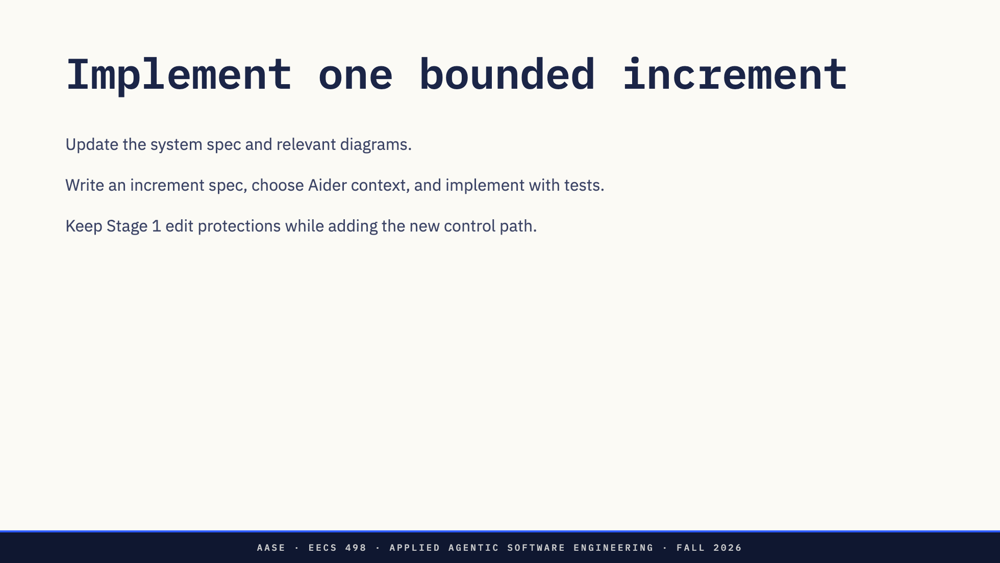 Implement one bounded increment
Update the system spec and relevant diagrams.
Write an increment spec, choose Aider context, and implement with tests.
Keep Stage 1 edit protections while adding the new control path.
AASE · EECS 498 · APPLIED AGENTIC SOFTWARE ENGINEERING · FALL 2026